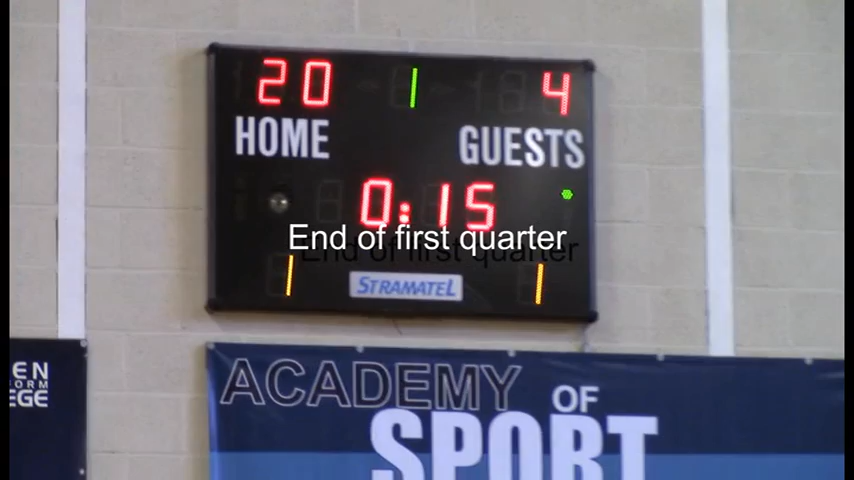 20 1 4
HOME GUESTS
0:15
End of first quarter
1 1
STRAMATEL
EN
ORM
EGE
ACADEMY OF
SPORT